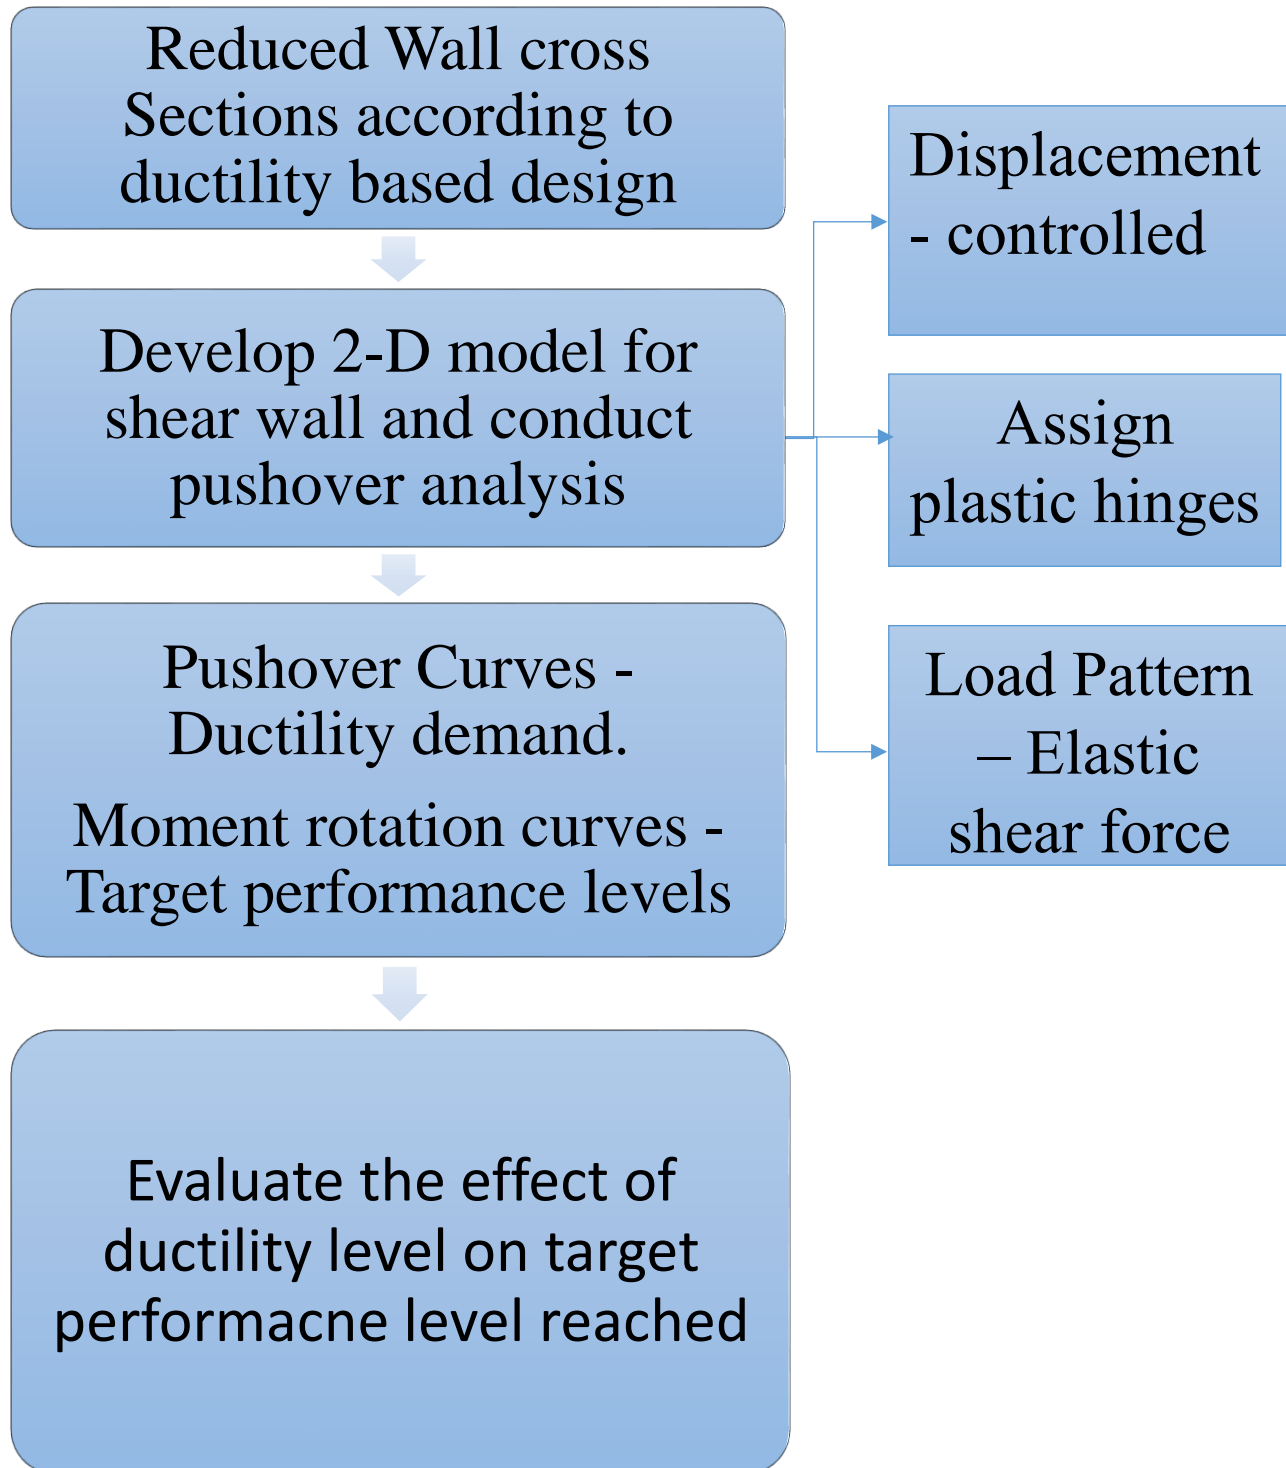 Reduced Wall cross
Sections according to
ductility based design
Develop 2-D model for
shear wall and conduct
pushover analysis
Displacement
- controlled
Assign
plastic hinges
Load Pattern
– Elastic
shear force
Pushover Curves -
Ductility demand.
Moment rotation curves -
Target performance levels
Evaluate the effect of
ductility level on target
performacne level reached